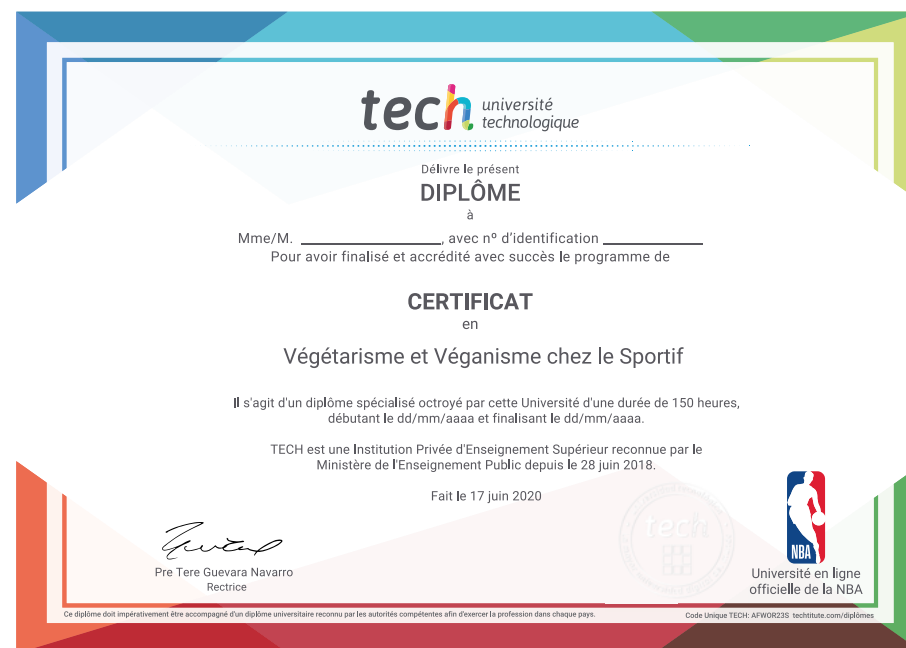 tech université
technologique
Délivre le présent
DIPLÔME
à
Mme/M. ____________________, avec nº d'identification ______________
Pour avoir finalisé et accrédité avec succès le programme de
CERTIFICAT
en
Végétarisme et Véganisme chez le Sportif
Il s'agit d'un diplôme spécialisé octroyé par cette Université d'une durée de 150 heures,
débutant le dd/mm/aaaa et finalisant le dd/mm/aaaa.
TECH est une Institution Privée d'Enseignement Supérieur reconnue par le
Ministère de l'Enseignement Public depuis le 28 juin 2018.
Fait le 17 juin 2020
tech
Pre Tere Guevara Navarro
Rectrice
NBA
Université en ligne
officielle de la NBA
Ce diplôme doit impérativement être accompagné d'un diplôme universitaire reconnu par les autorités compétentes afin d'exercer la profession dans chaque pays.
Code Unique TECH: AFWOR23S techtitute.com/diplômes